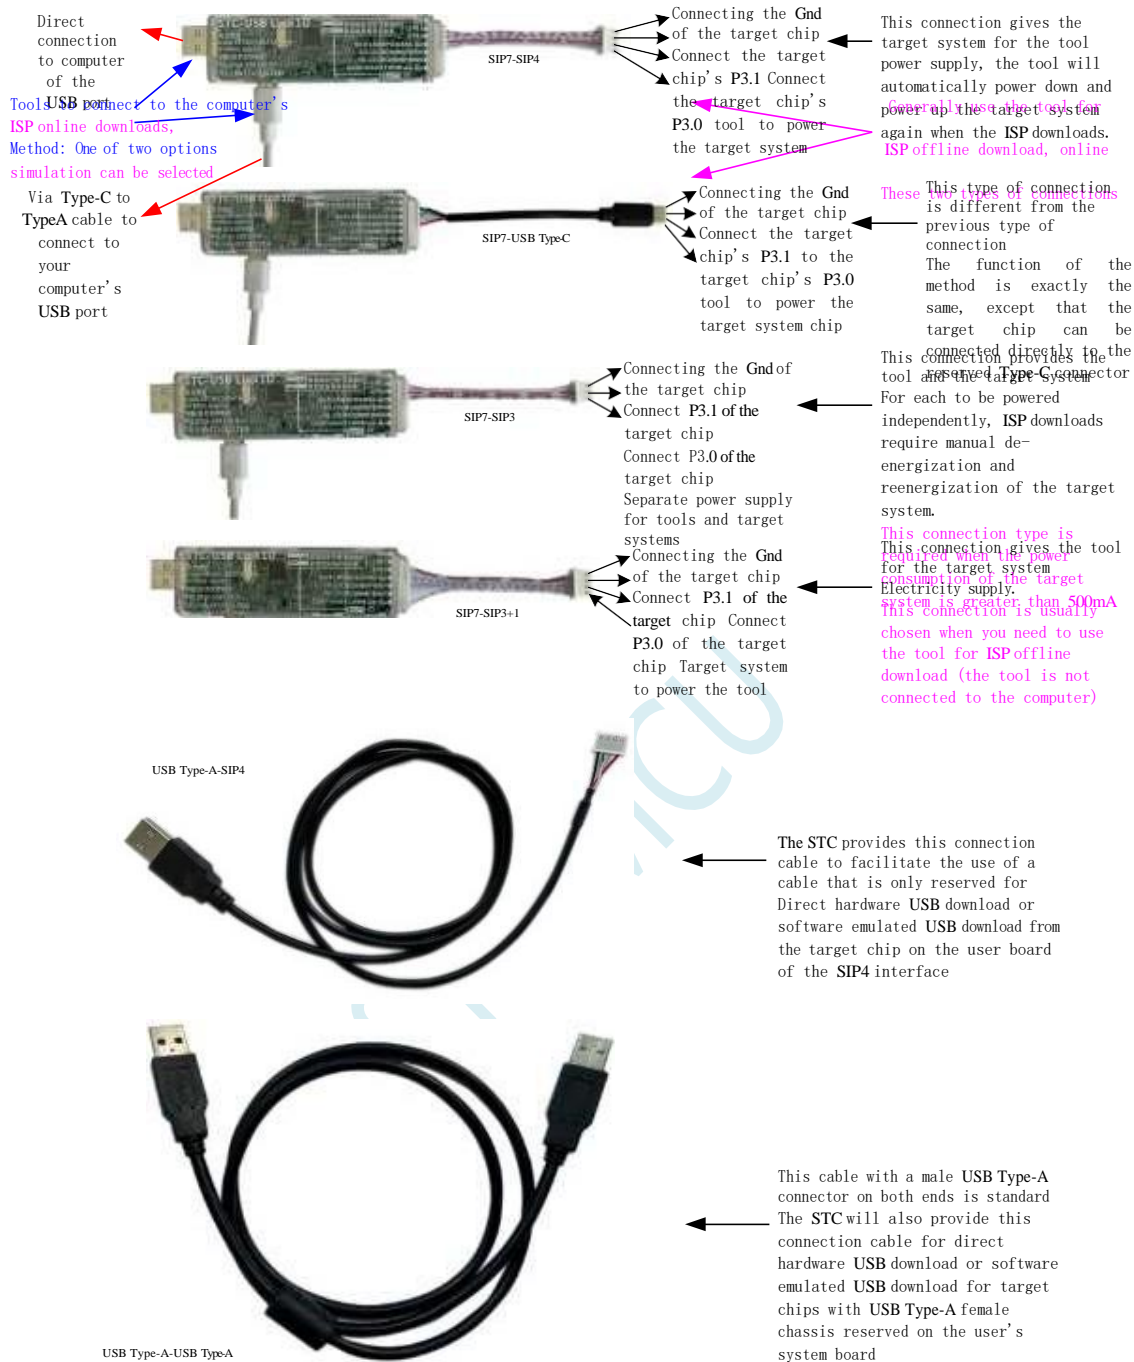 Direct
connection
to computer
of the
USB port
Tools to connect to the computer's
ISP online downloads,
Method: One of two options
simulation can be selected
Via Type-C to
TypeA cable to
connect to
your
computer's
USB port
SIP7-SIP4
Connecting the Gnd
of the target chip
Connect the target
chip's P3.1 Connect
the target chip's
P3.0 tool to power
the target system
This connection gives the
target system for the tool
power supply, the tool will
automatically power down and
power up the target system
again when the ISP downloads.
Generally use the tool for
ISP offline download, online
These two types of connections
SIP7-USB Type-C
Connecting the Gnd
of the target chip
Connect the target
chip's P3.1 to the
target chip's P3.0
tool to power the
target system chip
This type of connection
is different from the
previous type of
connection
The function of the
method is exactly the
same, except that the
target chip can be
connected directly to the
reserved Type-C connector
SIP7-SIP3
Connecting the Gnd of
the target chip
Connect P3.1 of the
target chip
Connect P3.0 of the
target chip
Separate power supply
for tools and target
systems
This connection provides the
tool and the target system
For each to be powered
independently, ISP downloads
require manual de-
energization and
reenergization of the target
system.
This connection type is
required when the power
consumption of the target
system is greater than 500mA
SIP7-SIP3+1
Connecting the Gnd
of the target chip
Connect P3.1 of the
target chip Connect
P3.0 of the target
chip Target system
to power the tool
This connection gives the tool
for the target system
Electricity supply.
This connection is usually
chosen when you need to use
the tool for ISP offline
download (the tool is not
connected to the computer)
USB Type-A-SIP4
The STC provides this connection
cable to facilitate the use of a
cable that is only reserved for
Direct hardware USB download or
software emulated USB download from
the target chip on the user board
of the SIP4 interface
This cable with a male USB Type-A
connector on both ends is standard
The STC will also provide this
connection cable for direct
hardware USB download or software
emulated USB download for target
chips with USB Type-A female
chassis reserved on the user's
system board
USB Type-A-USB Type-A